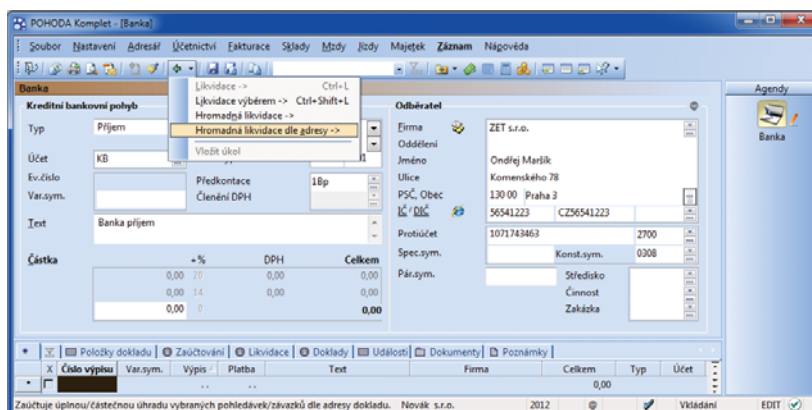 POHODA Komplet - [Banka]
Soubor Nastavení Adresář Účetnictví Fakturace Sklady Mzdy Jízdy Majetek Záznam Nápověda
Banka
Agendy
Likvidace -> Ctrl+L
Likvidace výběrem -> Ctrl+Shift+L
Hromadná likvidace ->
Hromadná likvidace dle adresy ->
Vložit úkol
Kreditní bankovní pohyb
Typ Příjem
Účet KB
Ev.číslo
Předkontace 1Bp
Var.sym.
Členění DPH
Text Banka příjem
Částka +% DPH Celkem
0,00 20 0,00
0,00 14 0,00
0,00 0 0,00
Odběratel
Firma ZET s.r.o.
Oddělení
Jméno Ondřej Maršík
Ulice Komenského 78
PSČ, Obec 130 00 Praha 3
IČ / DIČ 56541223 CZ56541223
Protiúčet 1071743463 2700
Spec.sym. Konst.sym. 0308
Pár.sym. Středisko
Činnost
Zakázka
Banka
Položky dokladu Zaúčtování Likvidace Doklady Události Dokumenty Poznámky
X Číslo výpisu Var.sym. Výpis Platba Text Firma Celkem Typ Účet
0,00
Zaúčtuje úplnou/částečnou úhradu vybraných pohledávek/závazků dle adresy dokladu. Novák s.r.o. 2012 @ Vkládání EDIT